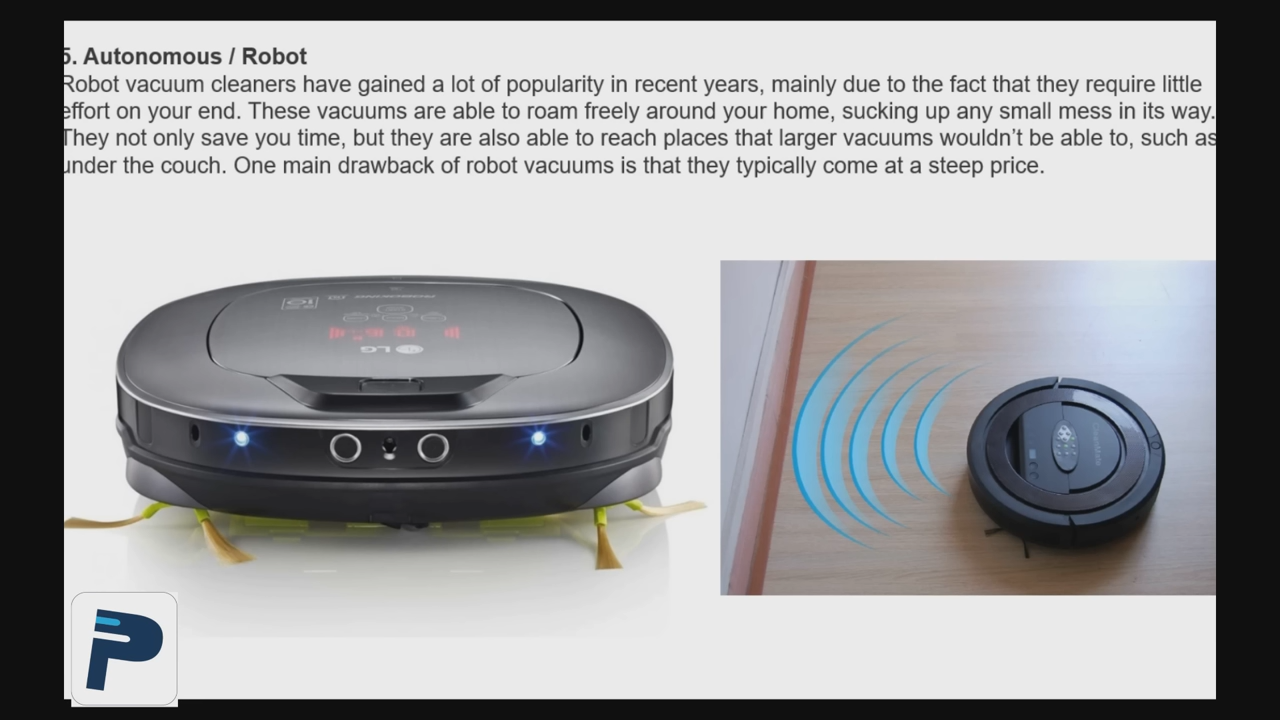 5. Autonomous / Robot
Robot vacuum cleaners have gained a lot of popularity in recent years, mainly due to the fact that they require little
effort on your end. These vacuums are able to roam freely around your home, sucking up any small mess in its way.
They not only save you time, but they are also able to reach places that larger vacuums wouldn’t be able to, such as
under the couch. One main drawback of robot vacuums is that they typically come at a steep price.
ROBOKING
LG
P